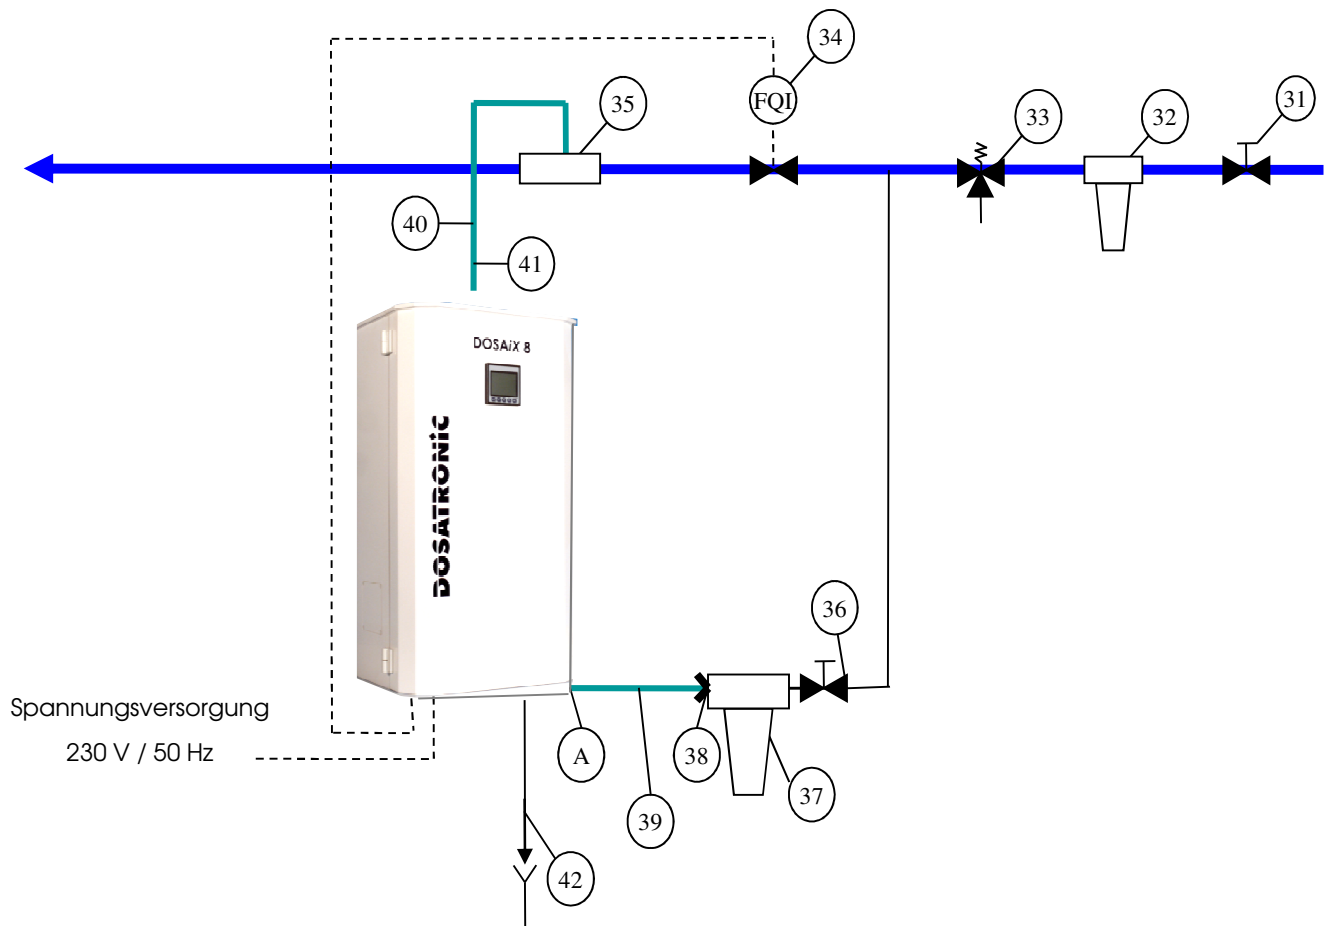 34
FQI
35
31
33
32
40
41
DOSAiX 8
DOSATRONiC
36
Spannungsversorgung
230 V / 50 Hz
A
38
37
39
42